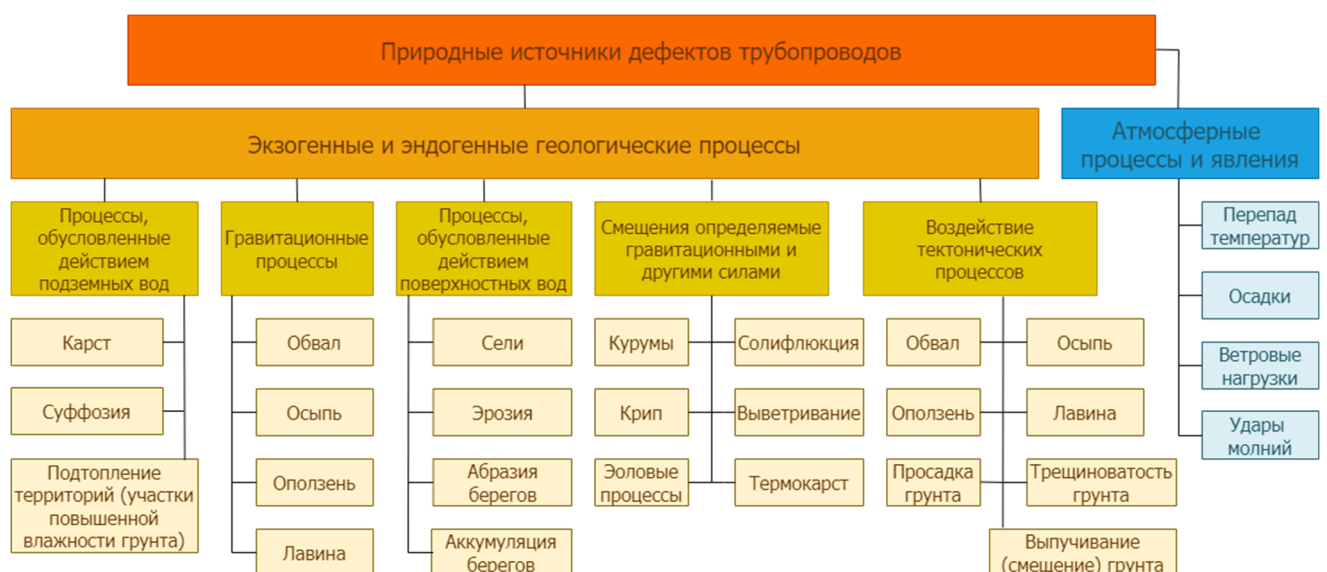 Природные источники дефектов трубопроводов
Экзогенные и эндогенные геологические процессы
Атмосферные
процессы и явления
Процессы,
обусловленные
действием
подземных вод
Гравитационные
процессы
Процессы,
обусловленные
действием
поверхностных вод
Смещения определяемые
гравитационными и
другими силами
Воздействие
тектонических
процессов
Перепад
температур
Осадки
Ветровые
нагрузки
Удары
молний
Карст
Суффозия
Подтопление
территорий (участки
повышенной
влажности грунта)
Обвал
Осыпь
Оползень
Лавина
Сели
Эрозия
Абразия
берегов
Аккумуляция
берегов
Курумы
Солифлюкция
Крип
Выветривание
Эоловые
процессы
Термокарст
Обвал
Осыпь
Оползень
Лавина
Просадка
грунта
Трещиноватость
грунта
Выпучивание
(смещение) грунта